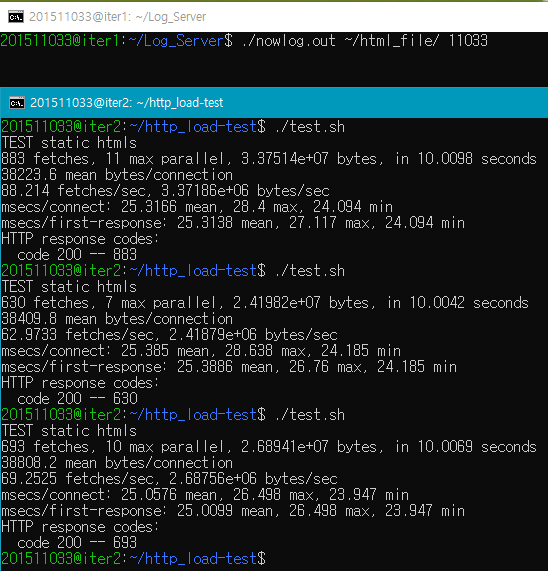 201511033@iter1: ~/Log_Server
201511033@iter1:~/Log_Server$ ./nowlog.out ~/html_file/ 11033
201511033@iter2: ~/http_load-test
201511033@iter2:~/http_load-test$ ./test.sh
TEST static htmls
883 fetches, 11 max parallel, 3.37514e+07 bytes, in 10.0098 seconds
38223.6 mean bytes/connection
88.214 fetches/sec, 3.37186e+06 bytes/sec
msecs/connect: 25.3166 mean, 28.4 max, 24.094 min
msecs/first-response: 25.3138 mean, 27.117 max, 24.094 min
HTTP response codes:
  code 200 -- 883
201511033@iter2:~/http_load-test$ ./test.sh
TEST static htmls
630 fetches, 7 max parallel, 2.41982e+07 bytes, in 10.0042 seconds
38409.8 mean bytes/connection
62.9733 fetches/sec, 2.41879e+06 bytes/sec
msecs/connect: 25.385 mean, 28.638 max, 24.185 min
msecs/first-response: 25.3886 mean, 26.76 max, 24.185 min
HTTP response codes:
  code 200 -- 630
201511033@iter2:~/http_load-test$ ./test.sh
TEST static htmls
693 fetches, 10 max parallel, 2.68941e+07 bytes, in 10.0069 seconds
38808.2 mean bytes/connection
69.2525 fetches/sec, 2.68756e+06 bytes/sec
msecs/connect: 25.0576 mean, 26.498 max, 23.947 min
msecs/first-response: 25.0099 mean, 26.498 max, 23.947 min
HTTP response codes:
  code 200 -- 693
201511033@iter2:~/http_load-test$